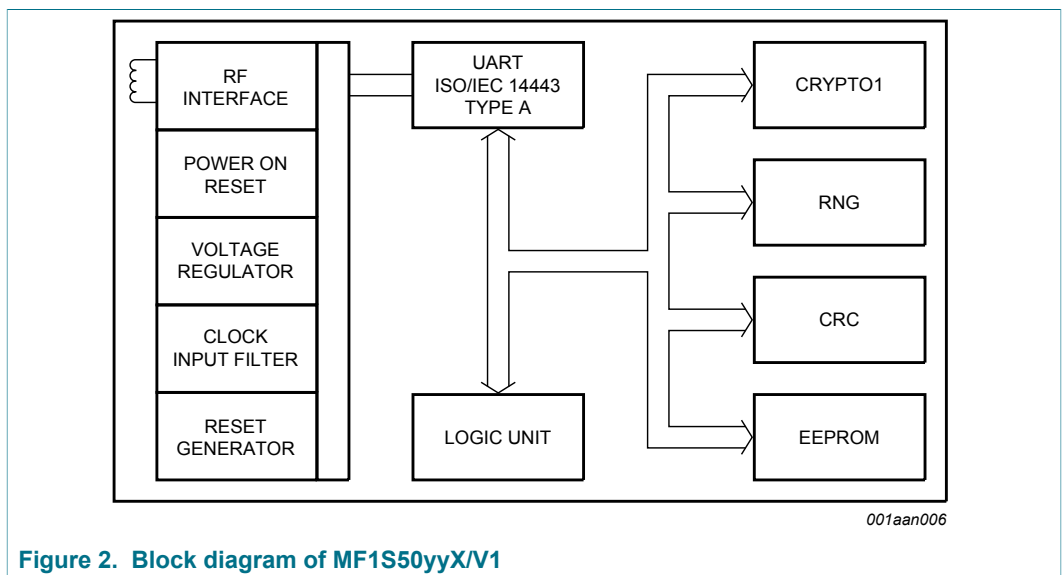 RF
INTERFACE
POWER ON
RESET
VOLTAGE
REGULATOR
CLOCK
INPUT FILTER
RESET
GENERATOR
UART
ISO/IEC 14443
TYPE A
LOGIC UNIT
CRYPTO1
RNG
CRC
EEPROM
001aan006
Figure 2. Block diagram of MF1S50yyX/V1